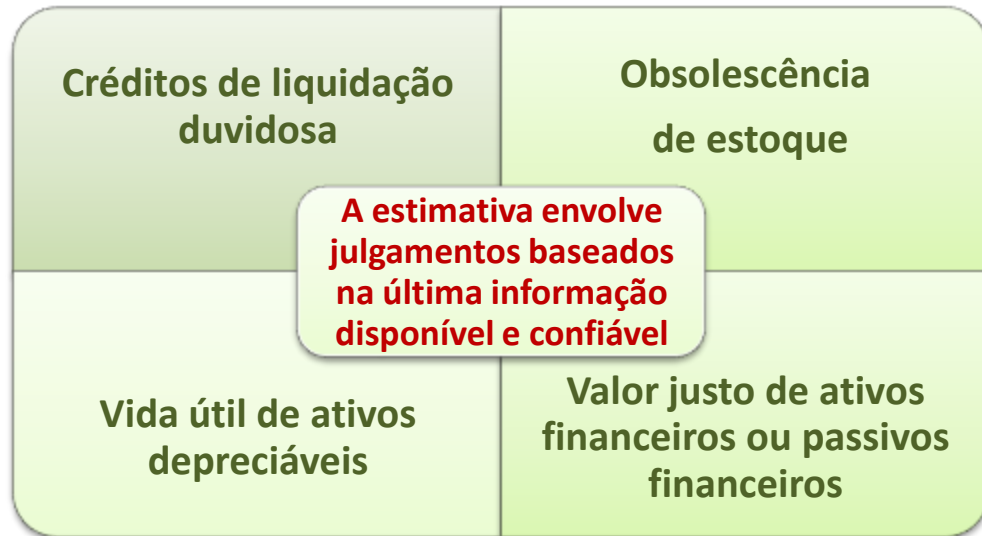 Créditos de liquidação
duvidosa
Obsolescência
de estoque
A estimativa envolve
julgamentos baseados
na última informação
disponível e confiável
Vida útil de ativos
depreciáveis
Valor justo de ativos
financeiros ou passivos
financeiros